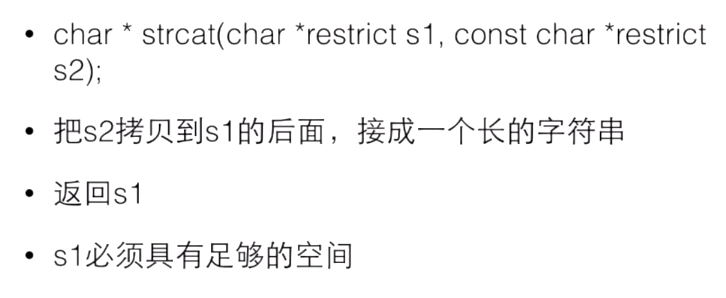 • char * strcat(char *restrict s1, const char *restrict
s2);
• 把s2拷贝到s1的后面，接成一个长的字符串
• 返回s1
• s1必须具有足够的空间